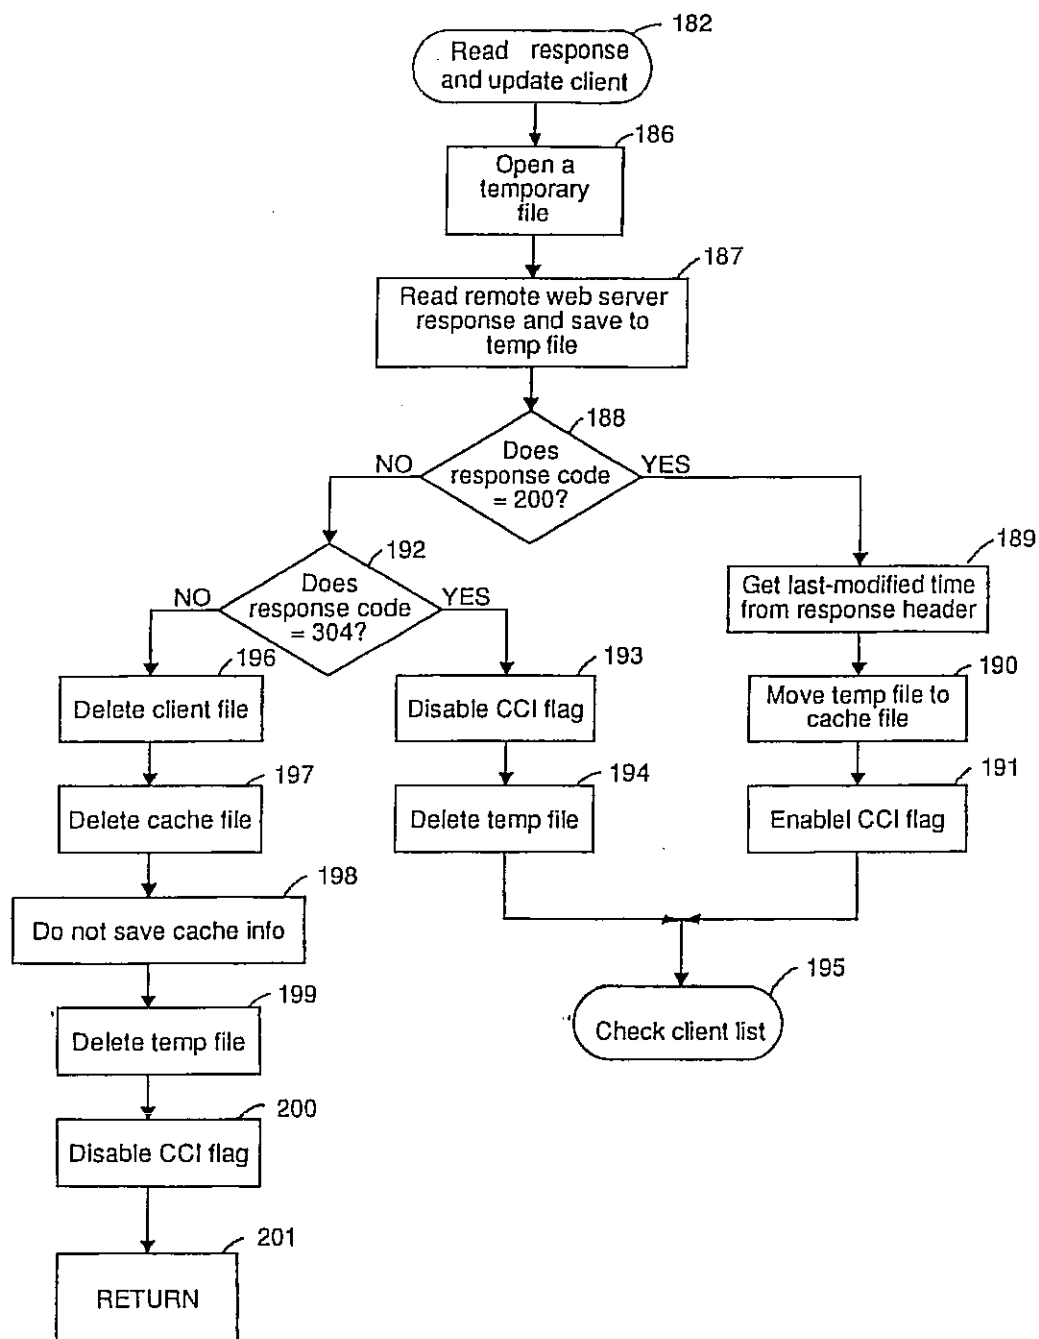 182
Read response
and update client
186
Open a
temporary
file
187
Read remote web server
response and save to
temp file
188
Does
response code
= 200?
NO
YES
192
Does
response code
= 304?
NO
YES
189
Get last-modified time
from response header
196
Delete client file
193
Disable CCI flag
190
Move temp file to
cache file
197
Delete cache file
194
Delete temp file
191
Enablel CCI flag
198
Do not save cache info
195
Check client list
199
Delete temp file
200
Disable CCI flag
201
RETURN